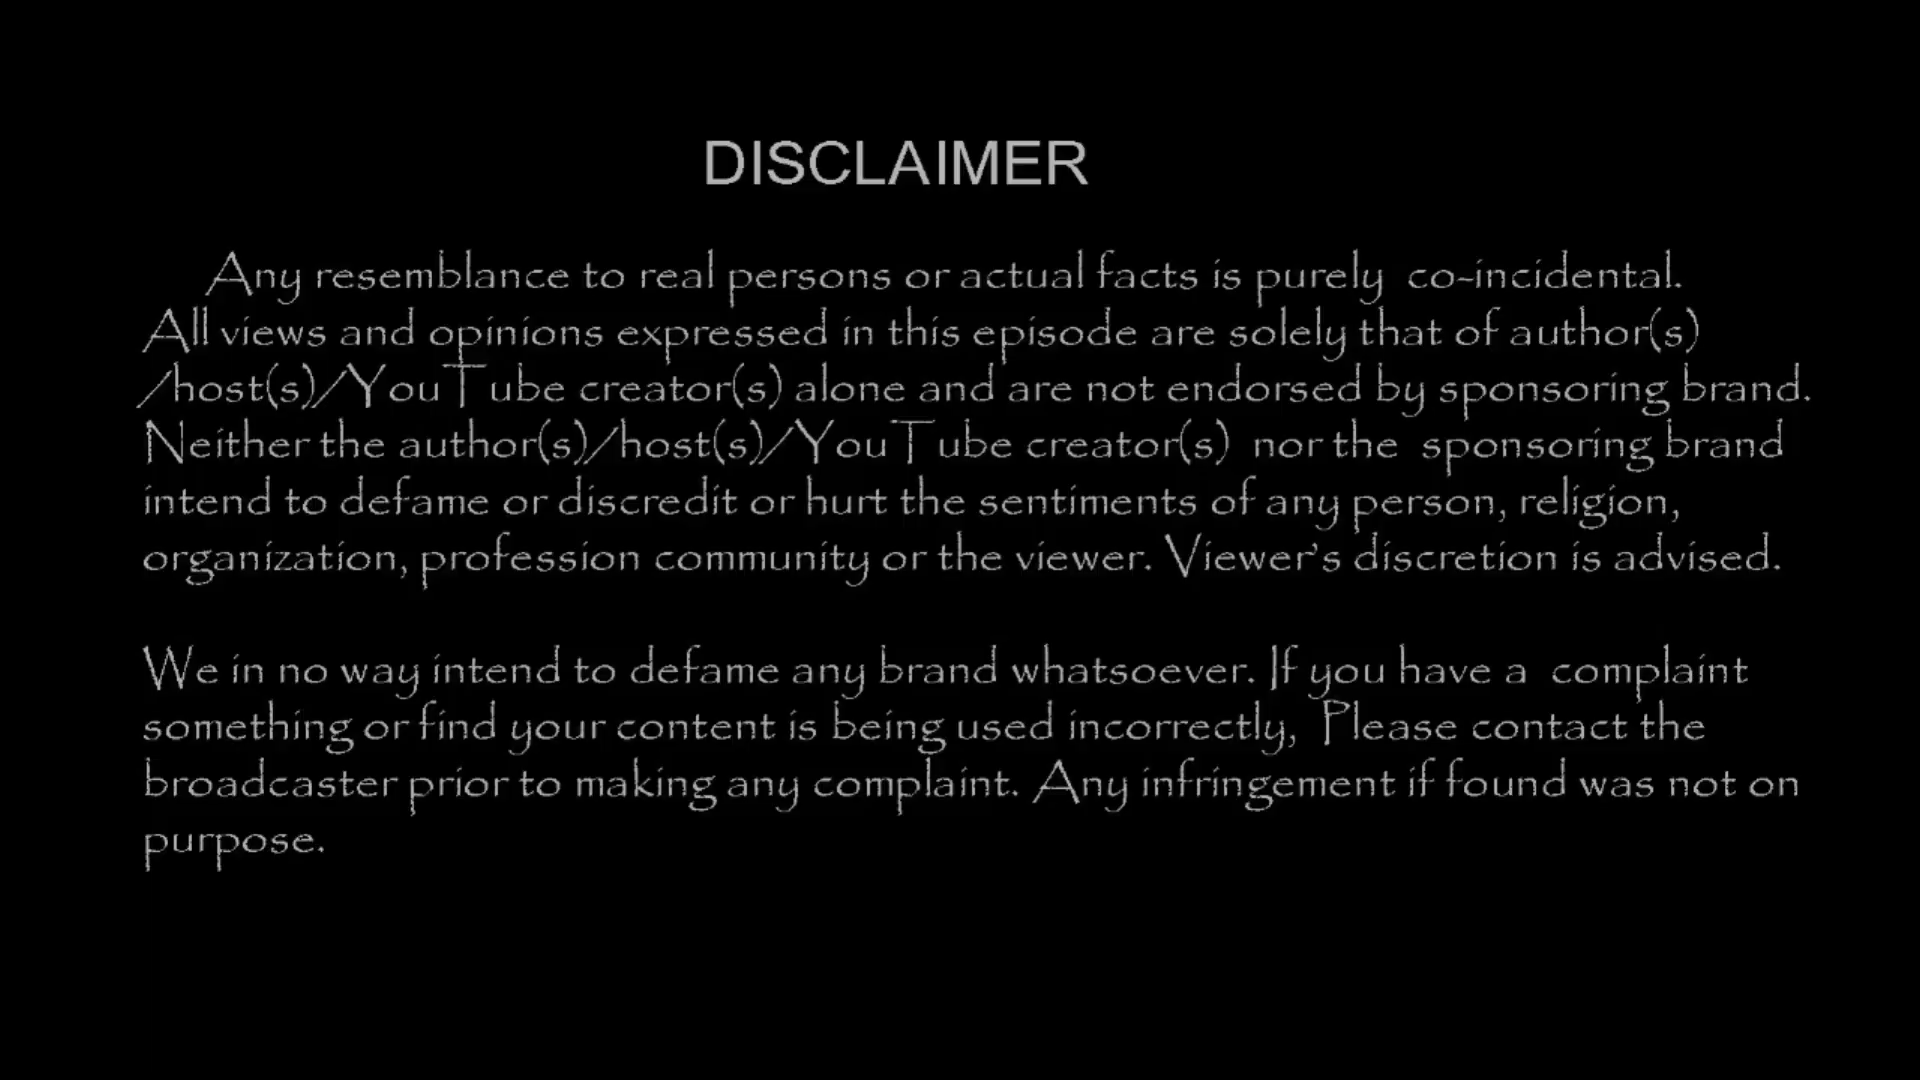 DISCLAIMER
Any resemblance to real persons or actual facts is purely co-incidental.
All views and opinions expressed in this episode are solely that of author(s)
/host(s)/YouTube creator(s) alone and are not endorsed by sponsoring brand.
Neither the author(s)/host(s)/YouTube creator(s) nor the sponsoring brand
intend to defame or discredit or hurt the sentiments of any person, religion,
organization, profession community or the viewer. Viewer's discretion is advised.
We in no way intend to defame any brand whatsoever. If you have a complaint
something or find your content is being used incorrectly, Please contact the
broadcaster prior to making any complaint. Any infringement if found was not on
purpose.